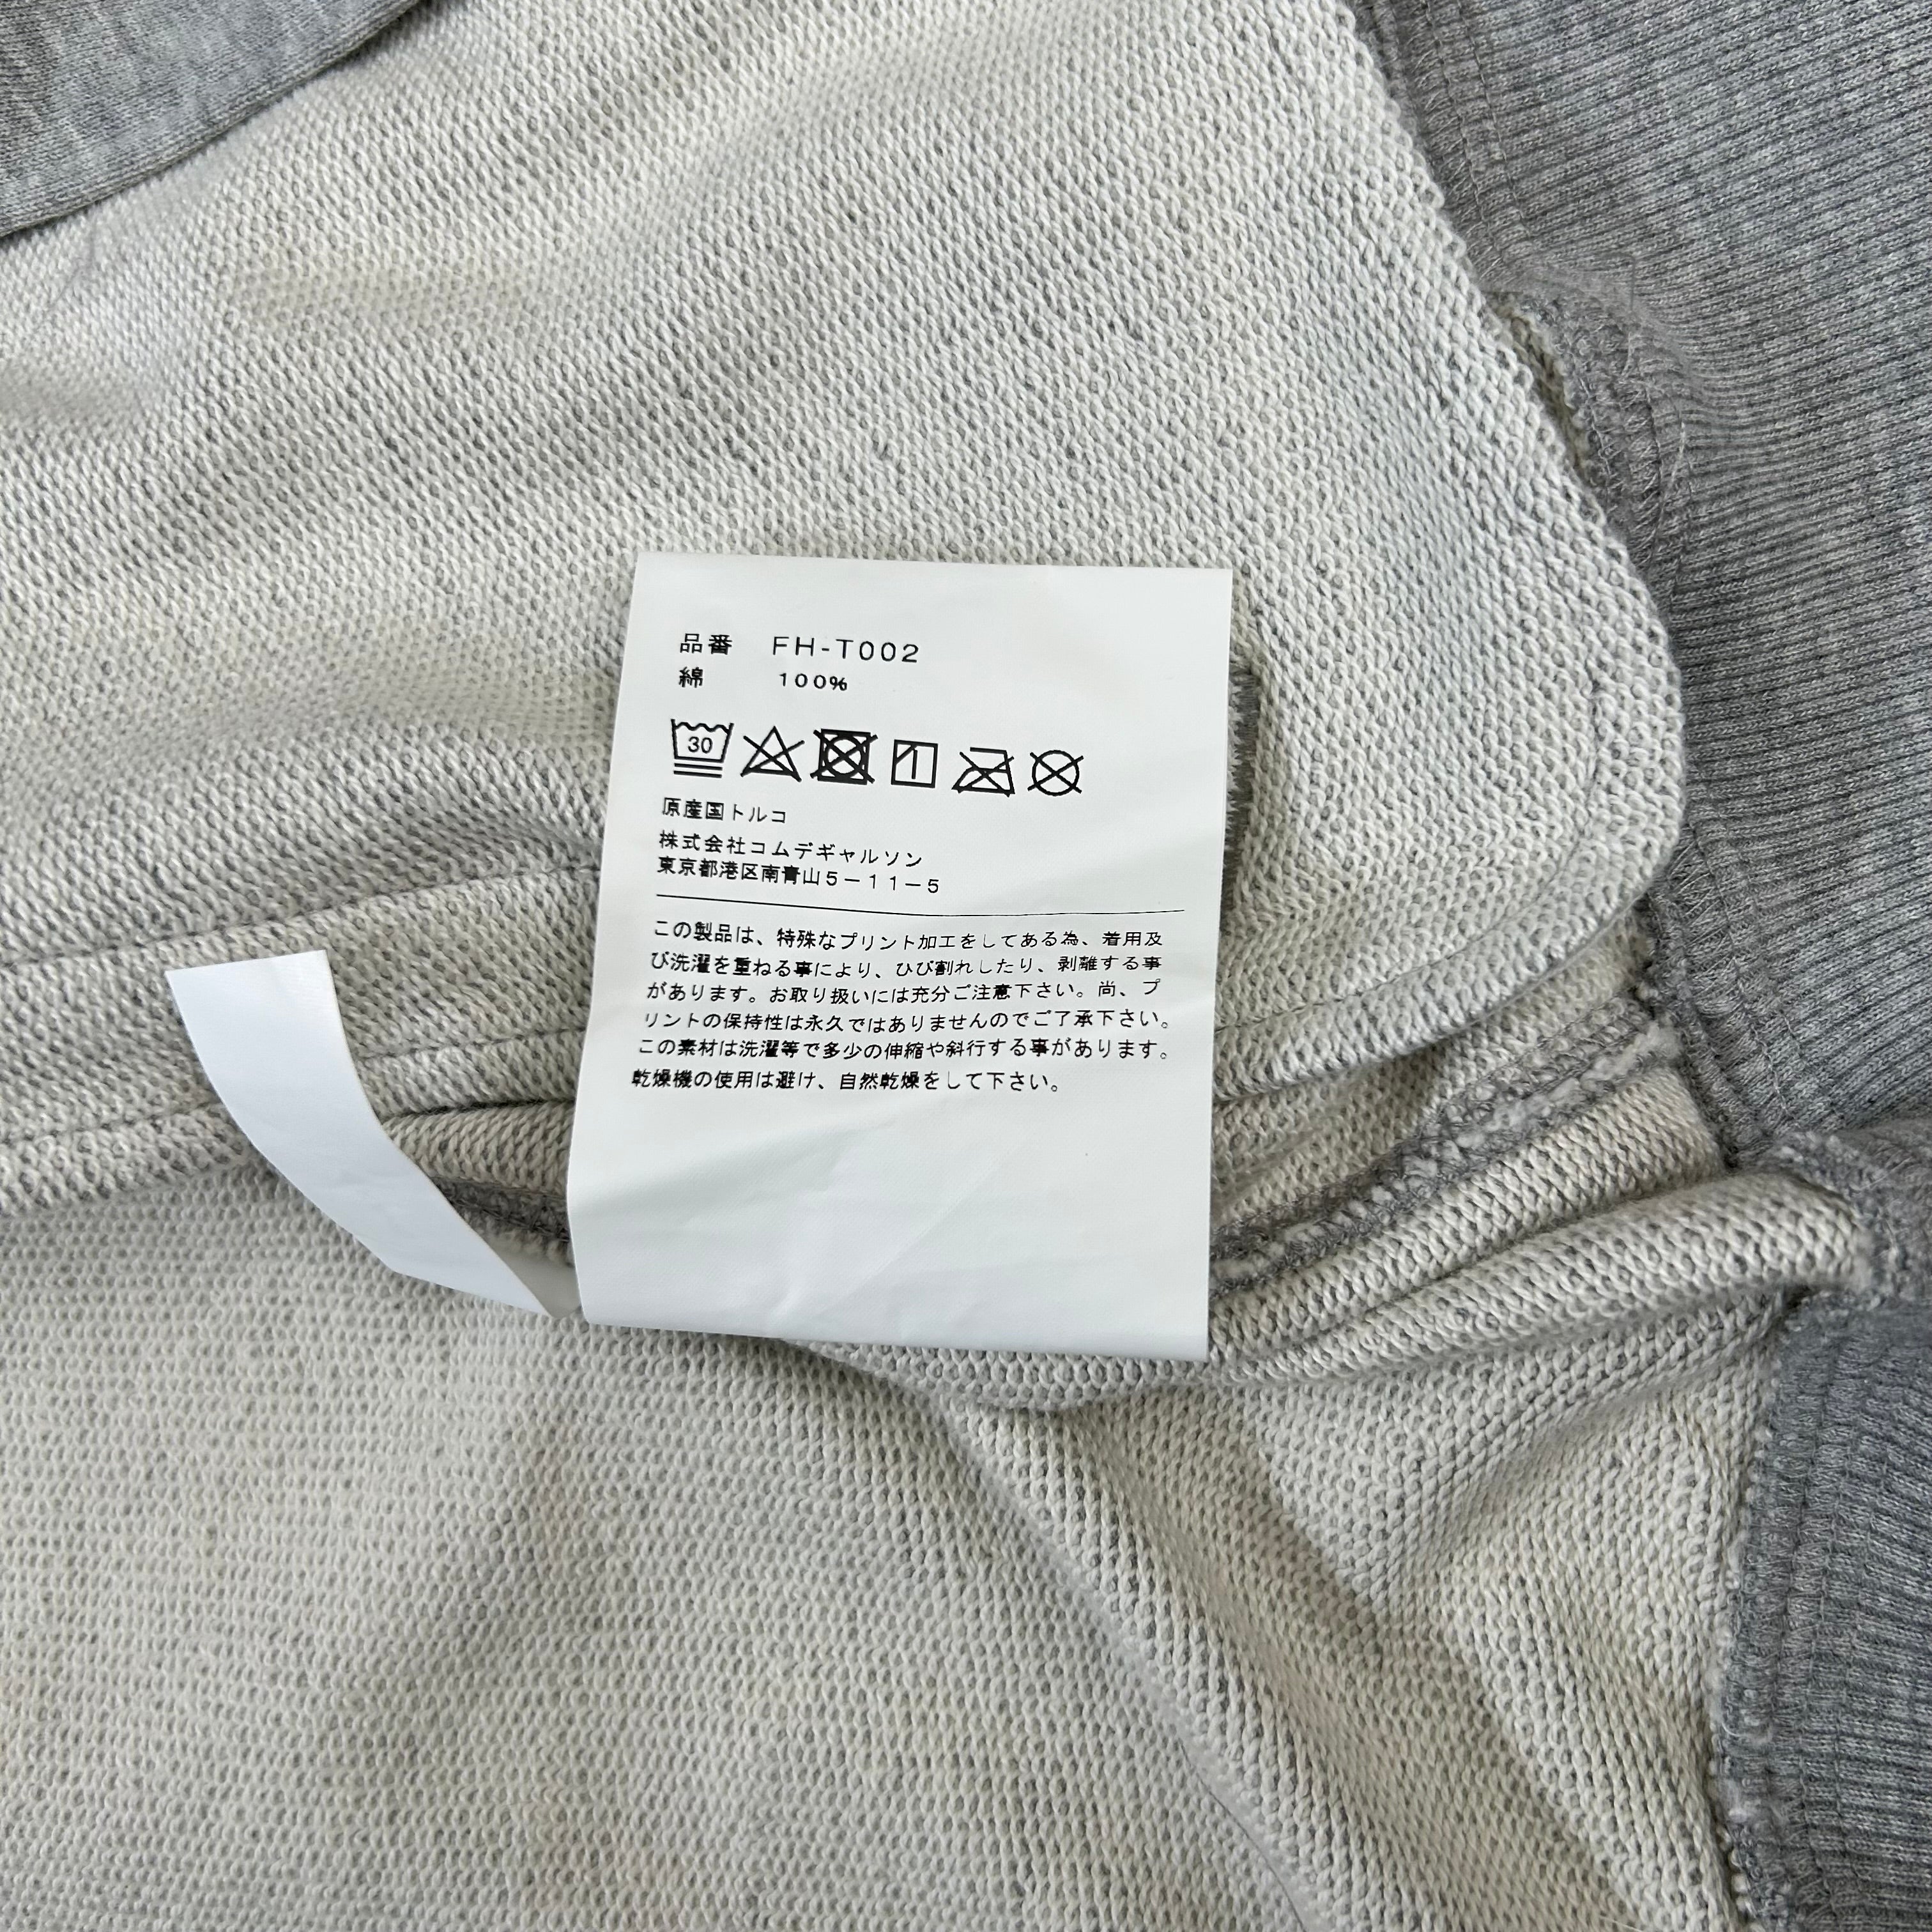 品番 FH-T002
綿 100%
30
原産国トルコ
株式会社コムデギャルソン
東京都港区南青山5-11-5
この製品は、特殊なプリント加工をしてある為、着用及
び洗濯を重ねる事により、ひび割れしたり、剥離する事
があります。お取り扱いには充分ご注意下さい。尚、プ
リントの保持性は永久ではありませんのでご了承下さい。
この素材は洗濯等で多少の伸縮や斜行する事があります。
乾燥機の使用は避け、自然乾燥をして下さい。